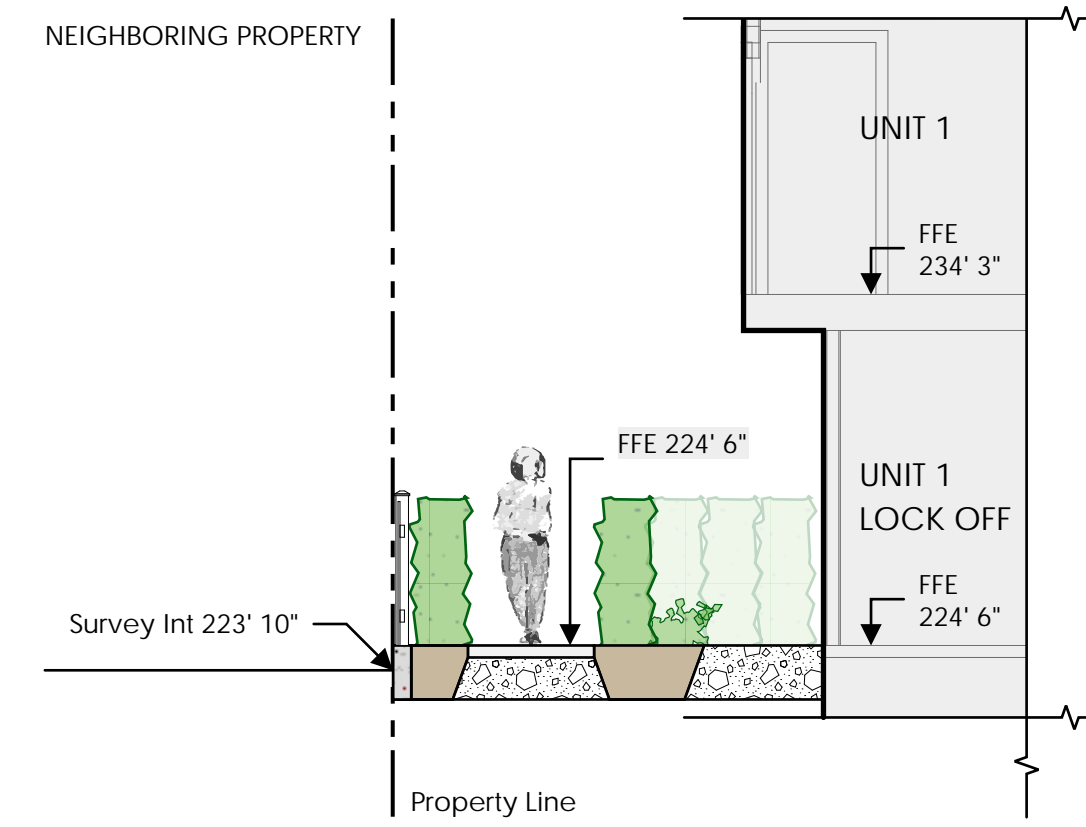 NEIGHBORING PROPERTY
UNIT 1
FFE
234' 3"
FFE 224' 6"
UNIT 1
LOCK OFF
FFE
224' 6"
Survey Int 223' 10"
Property Line